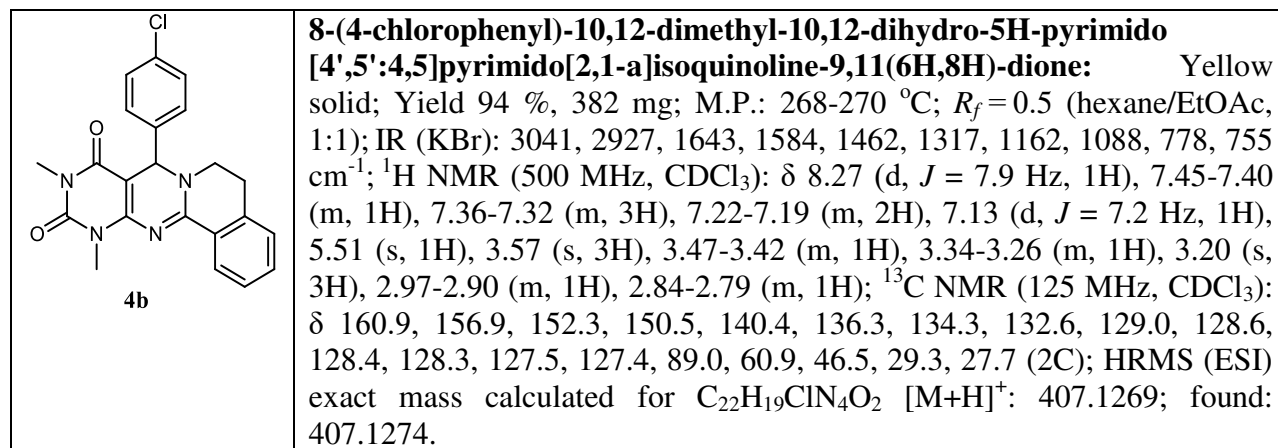 Cl
O
N
N
O
N
N
4b
8-(4-chlorophenyl)-10,12-dimethyl-10,12-dihydro-5H-pyrimido
[4',5':4,5]pyrimido[2,1-a]isoquinoline-9,11(6H,8H)-dione: Yellow
solid; Yield 94 %, 382 mg; M.P.: 268-270 °C; Rf = 0.5 (hexane/EtOAc,
1:1); IR (KBr): 3041, 2927, 1643, 1584, 1462, 1317, 1162, 1088, 778, 755
cm-1; 1H NMR (500 MHz, CDCl3): δ 8.27 (d, J = 7.9 Hz, 1H), 7.45-7.40
(m, 1H), 7.36-7.32 (m, 3H), 7.22-7.19 (m, 2H), 7.13 (d, J = 7.2 Hz, 1H),
5.51 (s, 1H), 3.57 (s, 3H), 3.47-3.42 (m, 1H), 3.34-3.26 (m, 1H), 3.20 (s,
3H), 2.97-2.90 (m, 1H), 2.84-2.79 (m, 1H); 13C NMR (125 MHz, CDCl3):
δ 160.9, 156.9, 152.3, 150.5, 140.4, 136.3, 134.3, 132.6, 129.0, 128.6,
128.4, 128.3, 127.5, 127.4, 89.0, 60.9, 46.5, 29.3, 27.7 (2C); HRMS (ESI)
exact mass calculated for C22H19ClN4O2 [M+H]+: 407.1269; found:
407.1274.